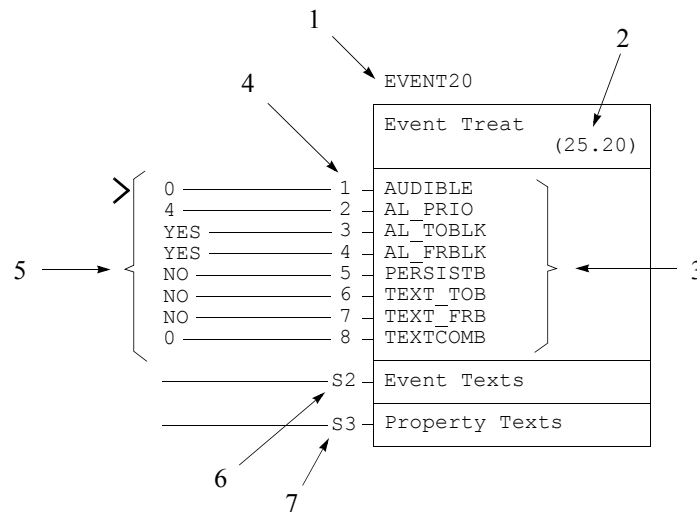 1
2
EVENT20
4
Event Treat
(25.20)
> 0 1 AUDIBLE
4 2 AL_PRIO
YES 3 AL_TOBLK
YES 4 AL_FRBLK
5 NO 5 PERSISTB 3
NO 6 TEXT_TOB
NO 7 TEXT_FRB
0 8 TEXTCOMB
S2 Event Texts
S3 Property Texts
6
7